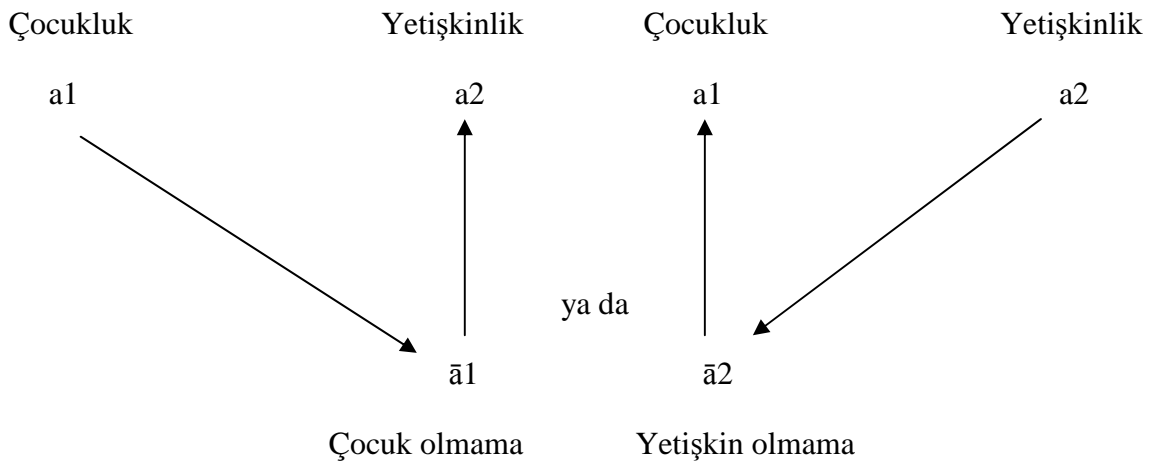 Çocukluk Yetişkinlik Çocukluk Yetişkinlik
a1 a2 a1 a2
ya da
ā1 ā2
Çocuk olmama Yetişkin olmama